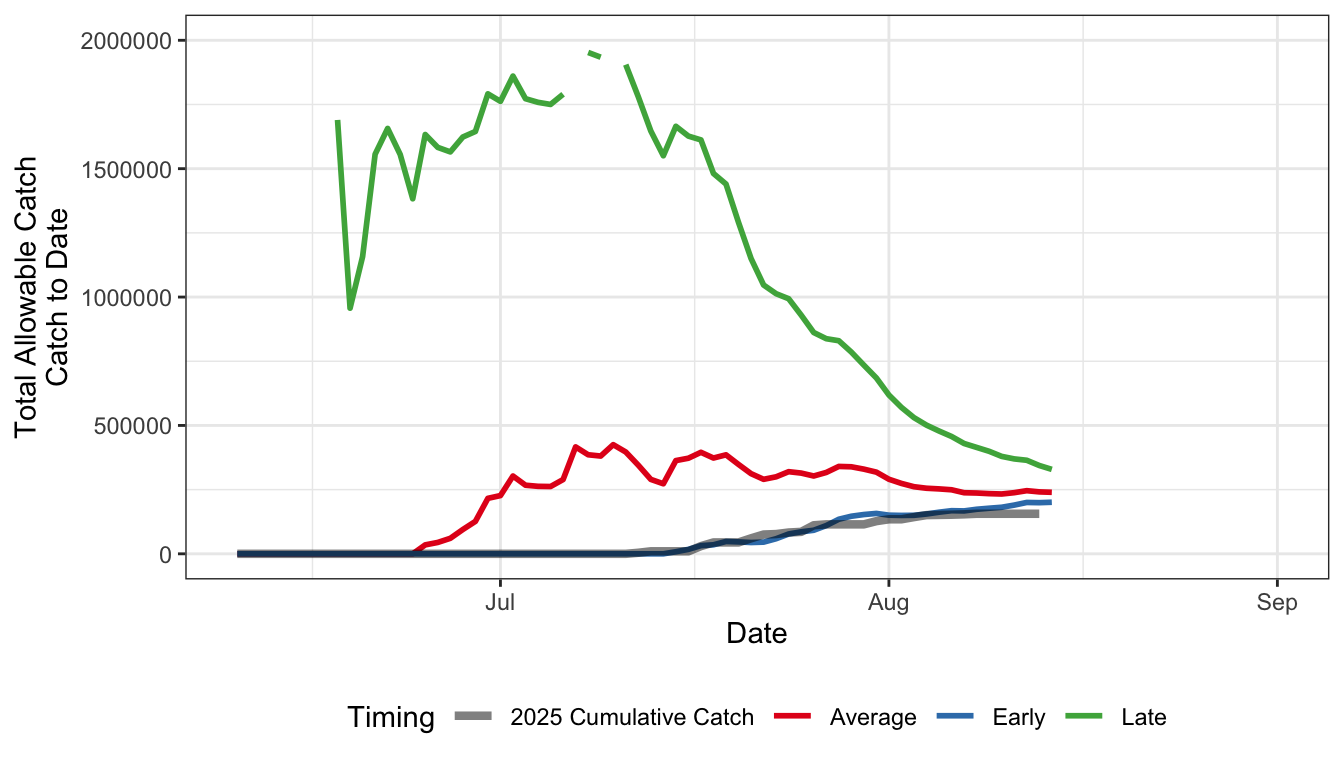 Total Allowable Catch
Catch to Date
2000000
1500000
1000000
500000
0
Jul
Aug
Sep
Date
Timing
2025 Cumulative Catch
Average
Early
Late